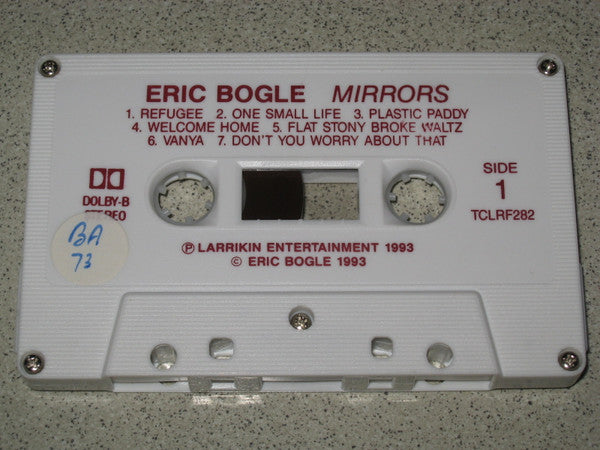 ERIC BOGLE MIRRORS
1. REFUGEE 2. ONE SMALL LIFE 3. PLASTIC PADDY
4. WELCOME HOME 5. FLAT STONY BROKE WALTZ
6. VANYA 7. DON'T YOU WORRY ABOUT THAT
DOLBY-B
STEREO
BA
73
SIDE
1
TCLRF282
Ⓟ LARRIKIN ENTERTAINMENT 1993
© ERIC BOGLE 1993